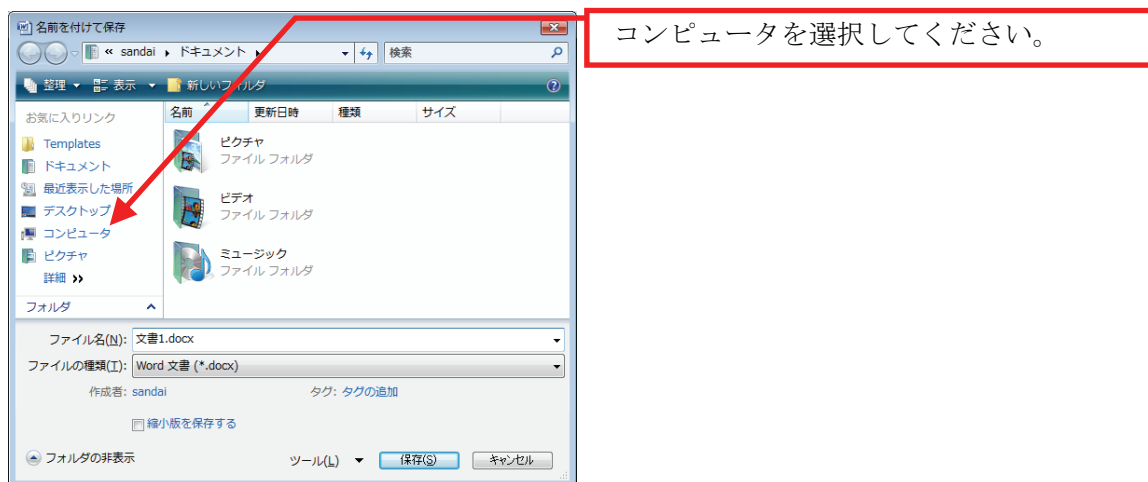 名前を付けて保存
コンピュータを選択してください。
« sandai ▸ ドキュメント ▸
検索
整理 表示 新しいフォルダ
お気に入りリンク
Templates
ドキュメント
最近表示した場所
デスクトップ
コンピュータ
ピクチャ
詳細 »
フォルダ
名前 更新日時 種類 サイズ
ピクチャ
ファイル フォルダ
ビデオ
ファイル フォルダ
ミュージック
ファイル フォルダ
ファイル名(N): 文書1.docx
ファイルの種類(T): Word 文書 (*.docx)
作成者: sandai タグ: タグの追加
縮小版を保存する
フォルダの非表示 ツール(L) 保存(S) キャンセル